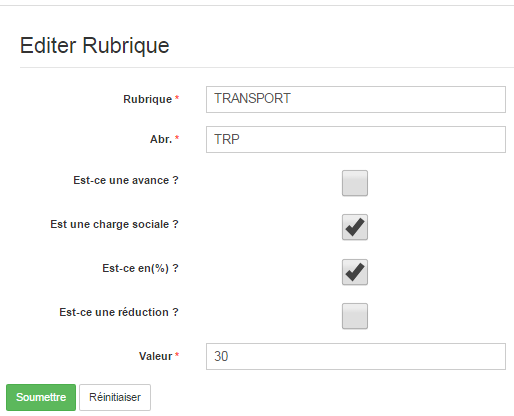 Editer Rubrique
Rubrique * TRANSPORT
Abr. * TRP
Est-ce une avance ?
Est une charge sociale ?
Est-ce en(%) ?
Est-ce une réduction ?
Valeur * 30
Soumettre Réinitiaiser